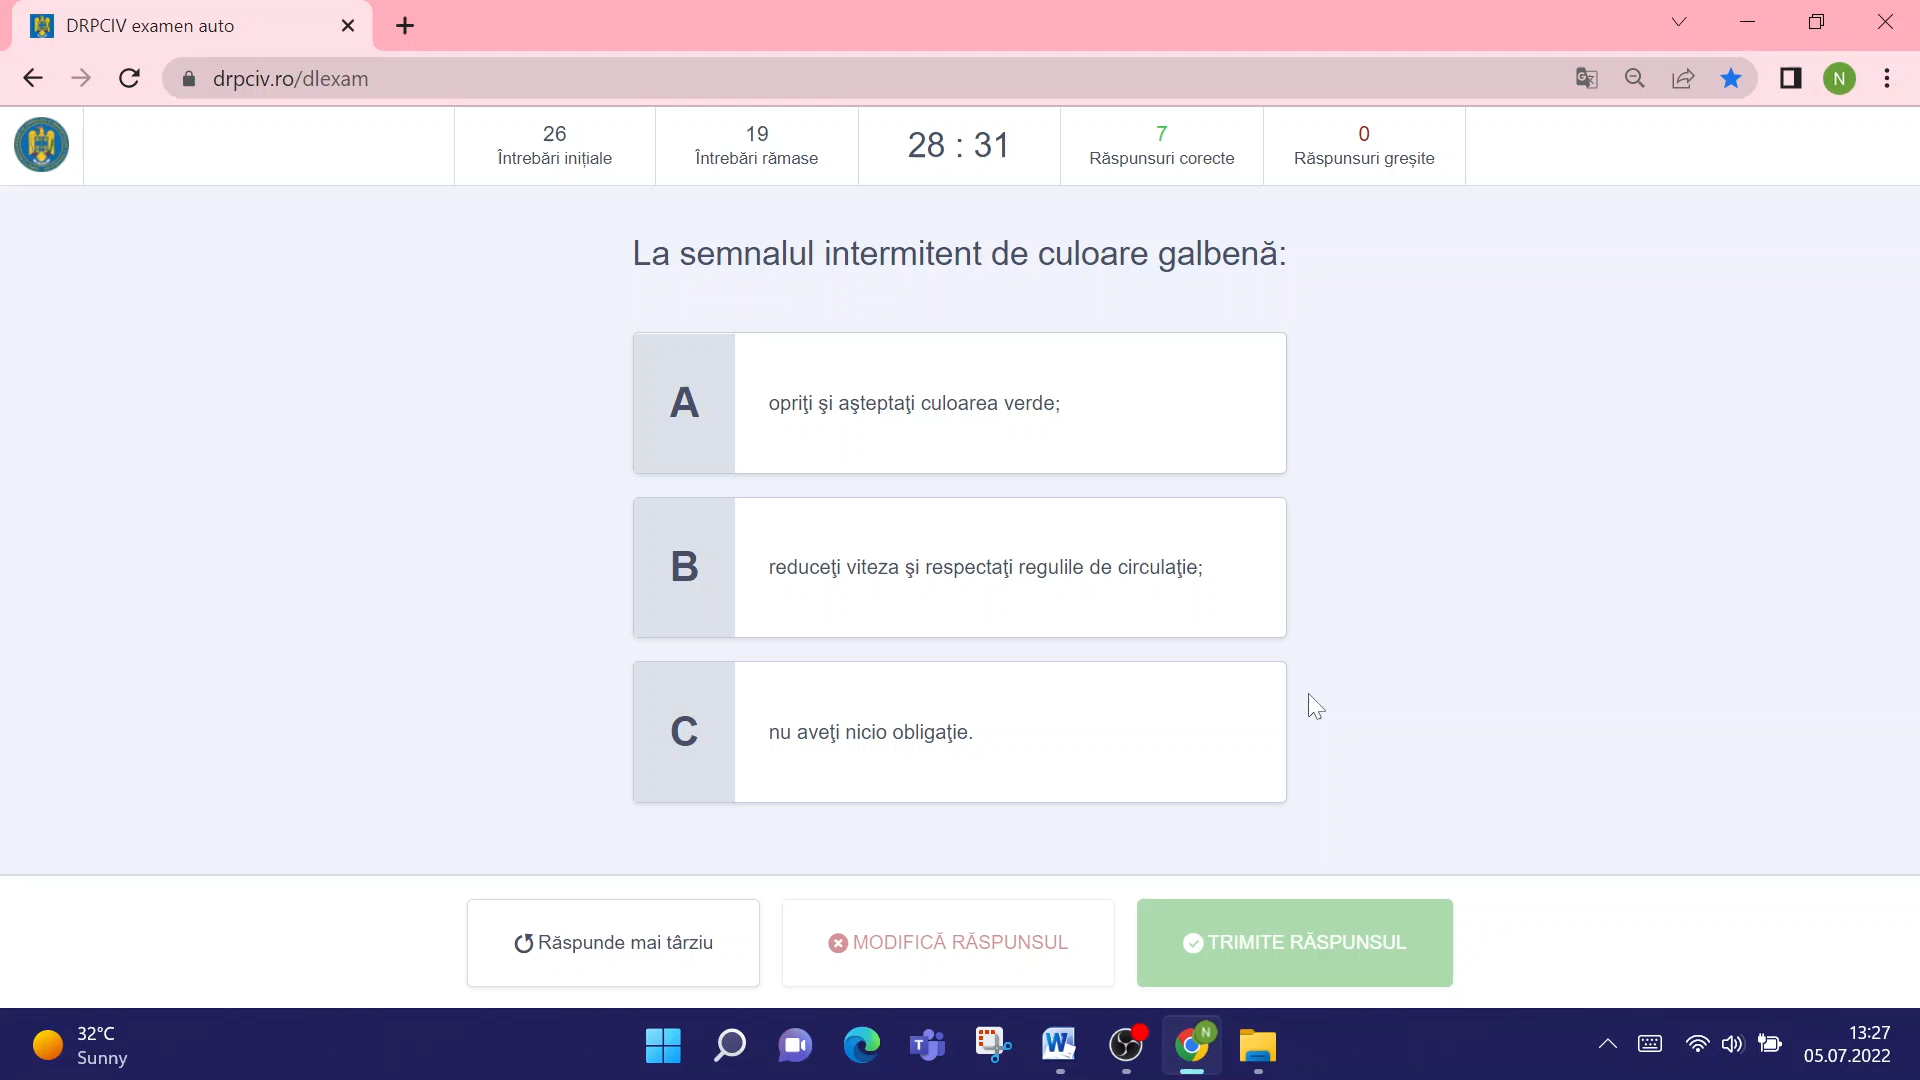 DRPCIV examen auto
drpciv.ro/dlexam
N
26
Întrebări inițiale
19
Întrebări rămase
28 : 31
7
Răspunsuri corecte
0
Răspunsuri greșite
La semnalul intermitent de culoare galbenă:
A
opriţi şi aşteptaţi culoarea verde;
B
reduceţi viteza şi respectaţi regulile de circulaţie;
C
nu aveţi nicio obligaţie.
Răspunde mai târziu
MODIFICĂ RĂSPUNSUL
TRIMITE RĂSPUNSUL
32°C
Sunny
T
W
N
13:27
05.07.2022